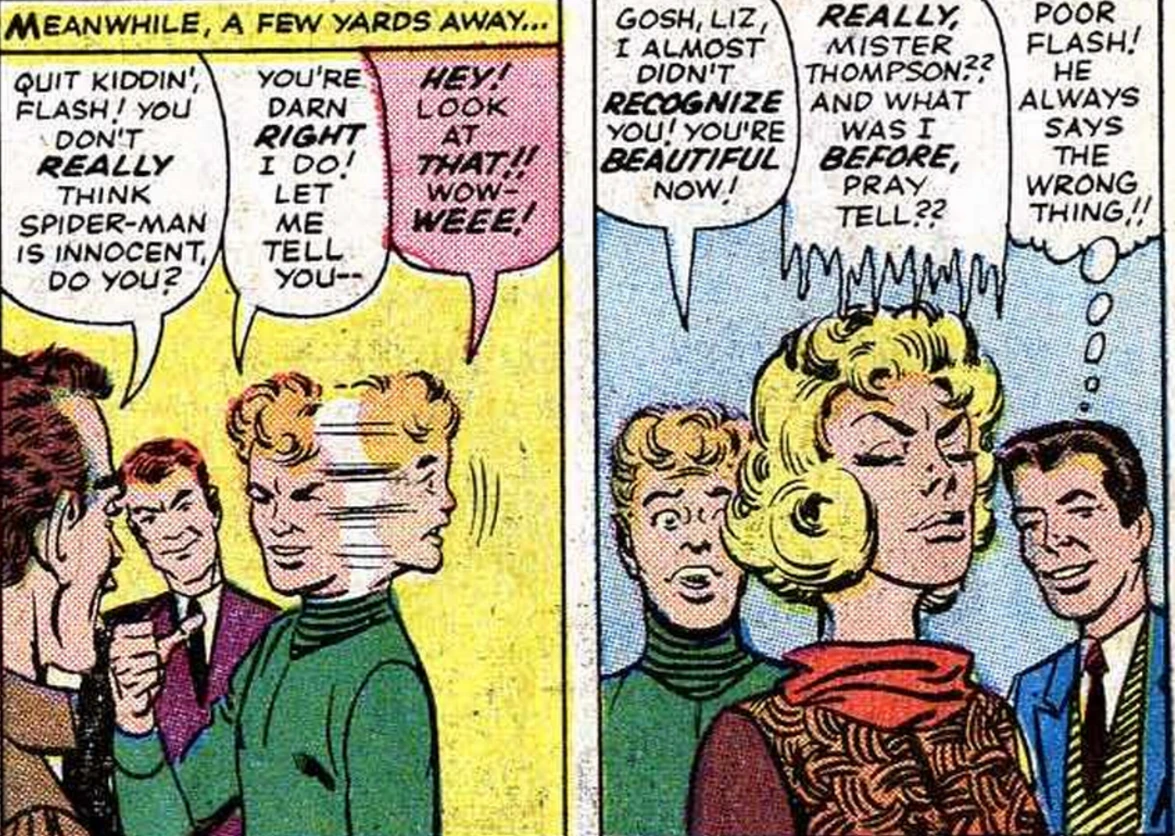 MEANWHILE, A FEW YARDS AWAY...
QUIT KIDDIN',
FLASH! YOU
DON'T
REALLY
THINK
SPIDER-MAN
IS INNOCENT,
DO YOU?
YOU'RE
DARN
RIGHT
I DO!
LET
ME
TELL
YOU--
HEY!
LOOK
AT
THAT!!
WOW-
WEEE!
GOSH, LIZ,
I ALMOST
DIDN'T
RECOGNIZE
YOU! YOU'RE
BEAUTIFUL
NOW!
REALLY,
MISTER
THOMPSON??
AND WHAT
WAS I
BEFORE,
PRAY
TELL??
POOR
FLASH!
HE
ALWAYS
SAYS
THE
WRONG
THING!!